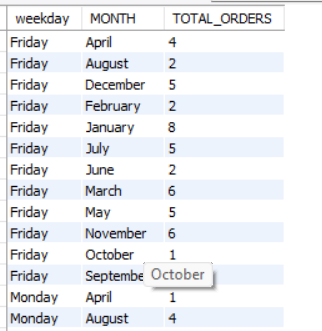 weekday MONTH TOTAL_ORDERS
Friday April 4
Friday August 2
Friday December 5
Friday February 2
Friday January 8
Friday July 5
Friday June 2
Friday March 6
Friday May 5
Friday November 6
Friday October 1
Friday Septembe October
Monday April 1
Monday August 4